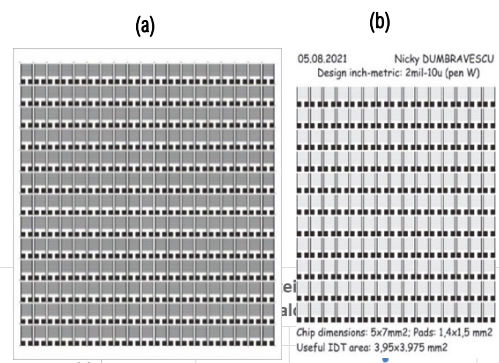 (a)
(b)
05.08.2021 Nicky DUMBRAVESCU
Design inch-metric: 2mil-10u (pen W)
Chip dimensions: 5x7mm2; Pads: 1,4x1,5 mm2
Useful IDT area: 3,95x3,975 mm2